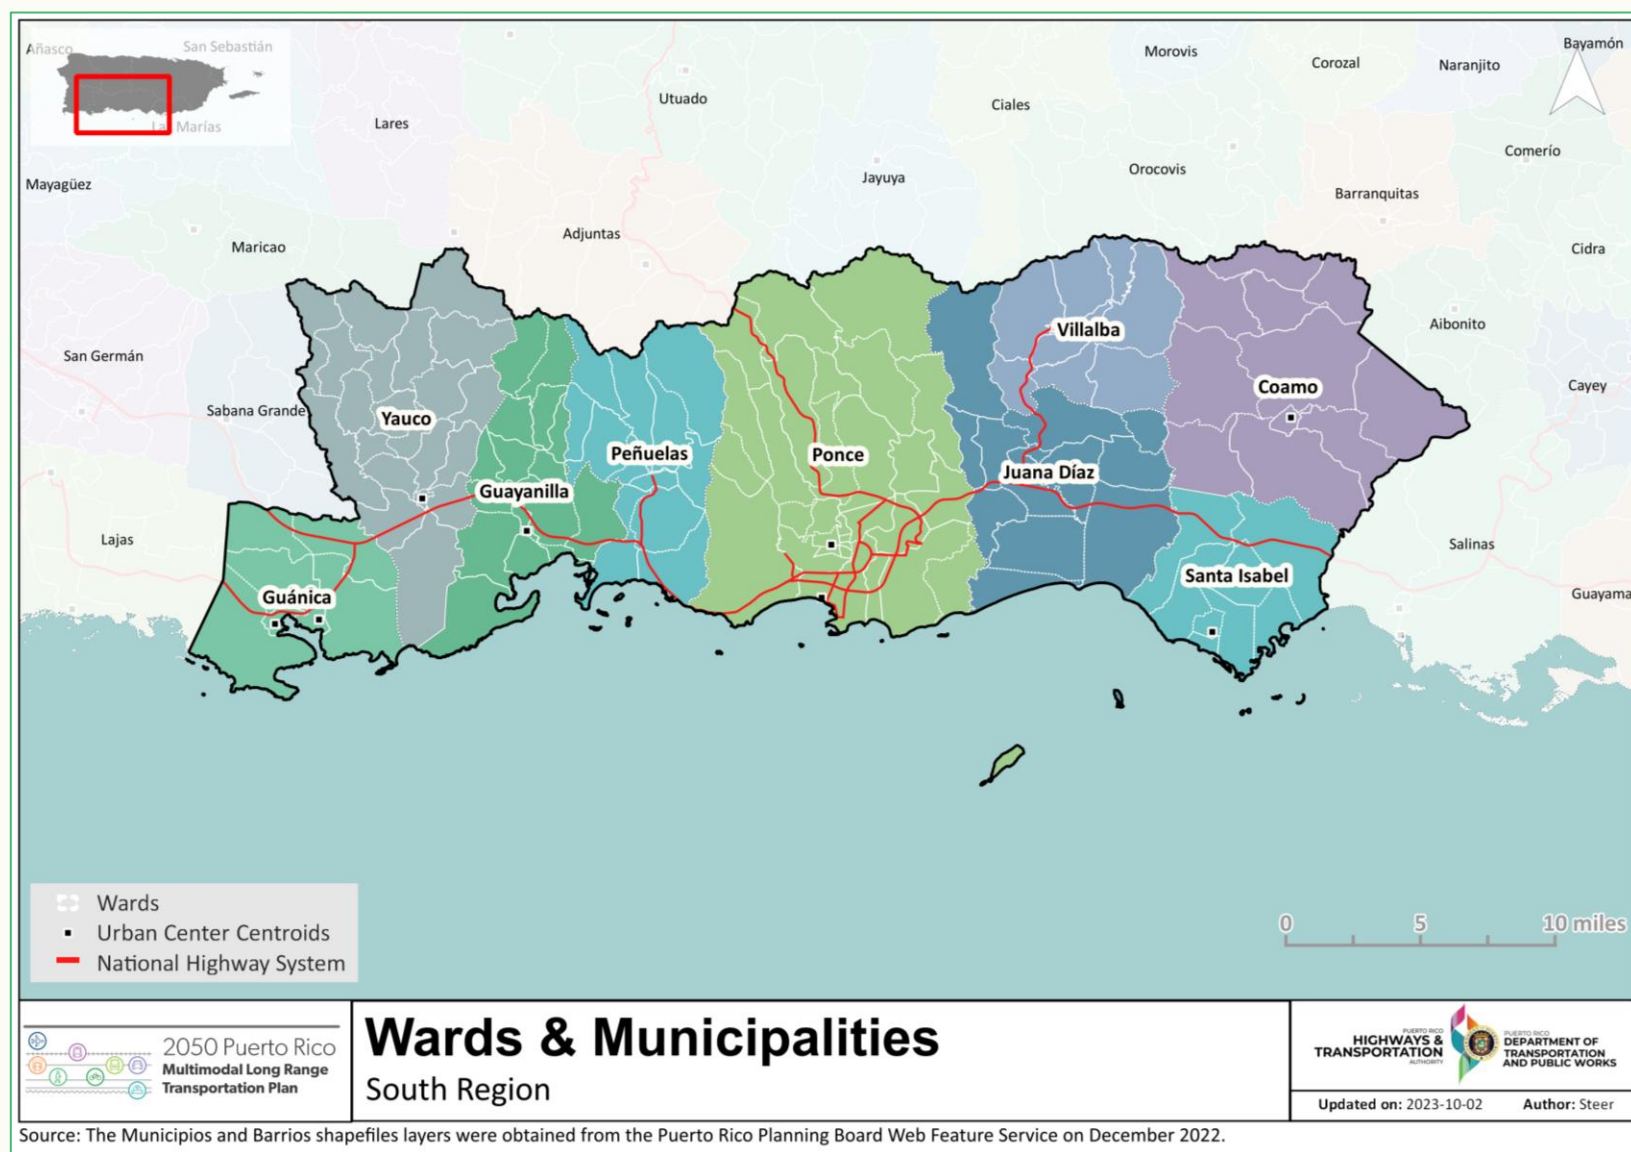 Añasco
San Sebastián
Las Marías
Mayagüez
Lares
Utuado
Ciales
Morovis
Corozal
Naranjito
Bayamón
Comerío
Orocovis
Barranquitas
Jayuya
Adjuntas
Maricao
Cidra
Aibonito
San Germán
Sabana Grande
Cayey
Villalba
Coamo
Yauco
Peñuelas
Ponce
Juana Díaz
Guayanilla
Lajas
Salinas
Guánica
Santa Isabel
Guayama
Wards
Urban Center Centroids
National Highway System
0 5 10 miles
2050 Puerto Rico
Multimodal Long Range
Transportation Plan
Wards & Municipalities
South Region
PUERTO RICO
HIGHWAYS &
TRANSPORTATION
AUTHORITY
PUERTO RICO
DEPARTMENT OF
TRANSPORTATION
AND PUBLIC WORKS
Updated on: 2023-10-02 Author: Steer
Source: The Municipios and Barrios shapefiles layers were obtained from the Puerto Rico Planning Board Web Feature Service on December 2022.